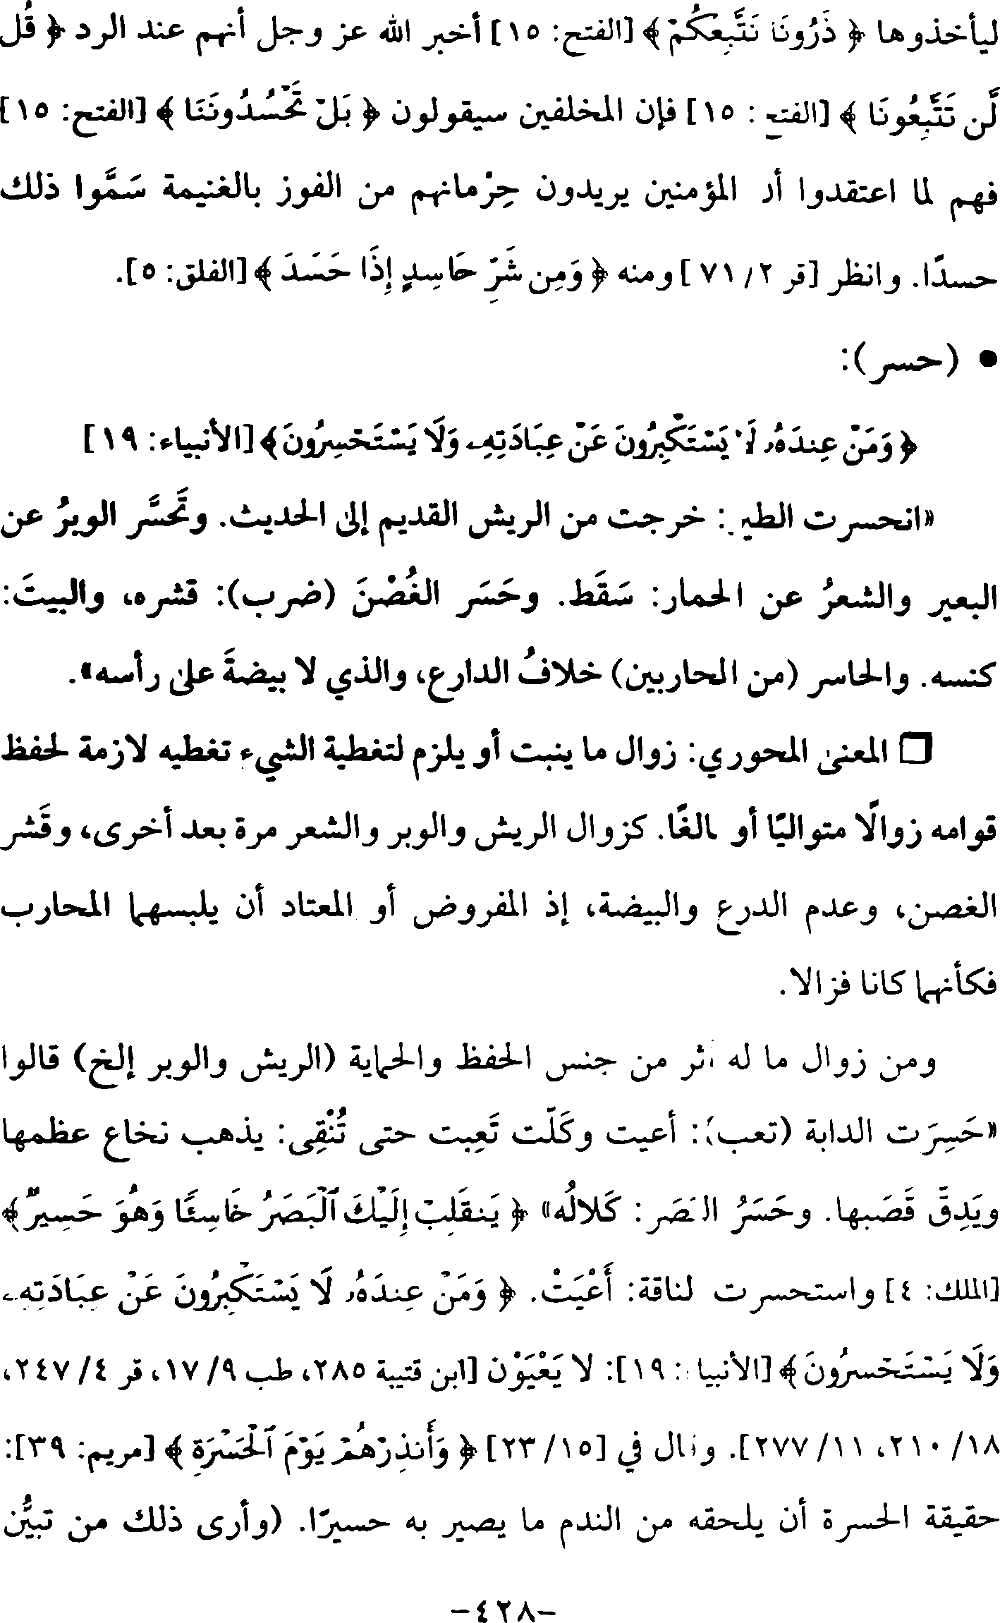 ليأخذوها ﴿ ذَرُونَا نَتَّبِعْكُمْ ﴾ [الفتح: ١٥] أخبر الله عز وجل أنهم عند الرد ﴿ قُل
لَّن تَتَّبِعُونَا ﴾ [الفتح: ١٥] فإن المخلفين سيقولون ﴿ بَلْ تَحْسُدُونَنَا ﴾ [الفتح: ١٥]
فهم لما اعتقدوا أن المؤمنين يريدون حِرْمانهم من الفوز بالغنيمة سَمَّوا ذلك
حسدًا. وانظر [قر ٢/ ٧١] ومنه ﴿ وَمِن شَرِّ حَاسِدٍ إِذَا حَسَدَ ﴾ [الفلق: ٥].
• (حسر):
﴿ وَمَنْ عِندَهُۥ لَا يَسْتَكْبِرُونَ عَنْ عِبَادَتِهِۦ وَلَا يَسْتَحْسِرُونَ﴾ [الأنبياء: ١٩]
«انحسرت الطير: خرجت من الريش القديم إلى الحديث. وتَحَسَّر الوبرُ عن
البعير والشعرُ عن الحمار: سَقَط. وحَسَر الغُصْنَ (ضرب): قشره، والبيتَ:
كنسه. والحاسر (من المحاربين) خلافُ الدارع، والذي لا بيضةَ على رأسه».
□ المعنى المحوري: زوال ما ينبت أو يلزم لتغطية الشيء تغطيه لازمة لحفظ
قوامه زوالًا متواليًا أو بالغًا. كزوال الريش والوبر والشعر مرة بعد أخرى، وقَشر
الغصن، وعدم الدرع والبيضة، إذ المفروض أو المعتاد أن يلبسهما المحارب
فكأنهما كانا فزالا.
ومن زوال ما له أثر من جنس الحفظ والحماية (الريش والوبر إلخ) قالوا
«حَسِرَت الدابة (تعب): أعيت وكَلّت تَعِبت حتى تُنْقِى: يذهب نخاع عظمها
ويَدِقّ قَصَبها. وحَسَرُ البَصَر: كَلالُه» ﴿ يَنقَلِبْ إِلَيْكَ ٱلْبَصَرُ خَاسِئًا وَهُوَ حَسِيرٌ﴾
[الملك: ٤] واستحسرت الناقة: أَعْيَتْ. ﴿ وَمَنْ عِندَهُۥ لَا يَسْتَكْبِرُونَ عَنْ عِبَادَتِهِۦ
وَلَا يَسْتَحْسِرُونَ﴾ [الأنبياء: ١٩]: لا يَعْيَوْن [ابن قتيبة ٢٨٥، طب ٩/ ١٧، قر ٤/ ٢٤٧،
١٨/ ٢١٠، ١١/ ٢٧٧]. وقال في [١٥/ ٢٣] ﴿ وَأَنذِرْهُمْ يَوْمَ ٱلْحَسْرَةِ ﴾ [مريم: ٣٩]:
حقيقة الحسرة أن يلحقه من الندم ما يصير به حسيرًا. (وأرى ذلك من تبيُّن
-٤٢٨-